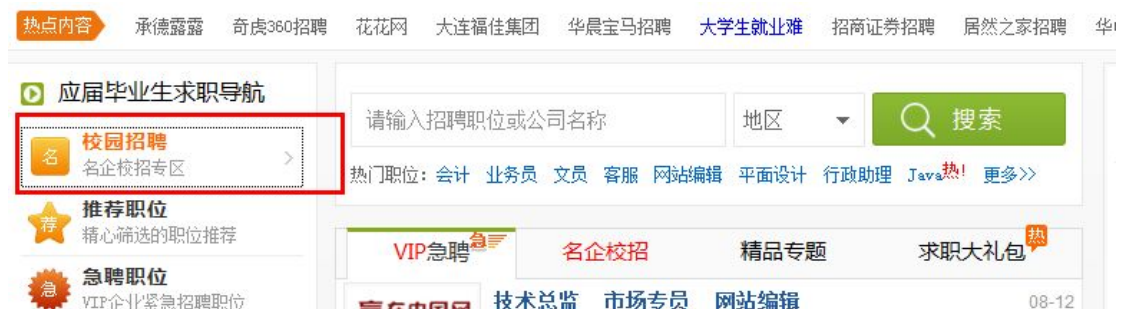 热点内容 承德露露 奇虎360招聘 花花网 大连福佳集团 华晨宝马招聘 大学生就业难 招商证券招聘 居然之家招聘
应届毕业生求职导航
名
校园招聘
名企校招专区
荐
推荐职位
精心筛选的职位推荐
急
急聘职位
VIP企业紧急招聘职位
请输入招聘职位或公司名称 地区 搜索
热门职位：会计 业务员 文员 客服 网站编辑 平面设计 行政助理 Java热! 更多>>
VIP急聘急 名企校招 精品专题 求职大礼包热
技术总监 市场专员 网站编辑 08-12